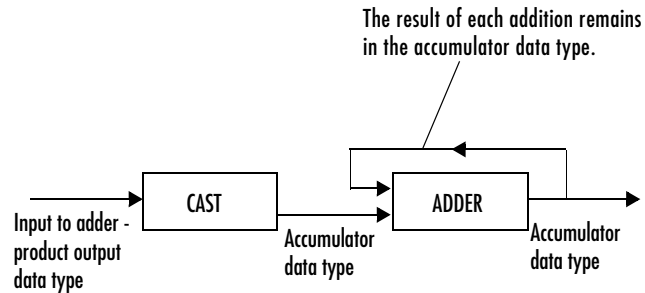 The result of each addition remains
in the accumulator data type.
CAST
ADDER
Input to adder -
product output
data type
Accumulator
data type
Accumulator
data type